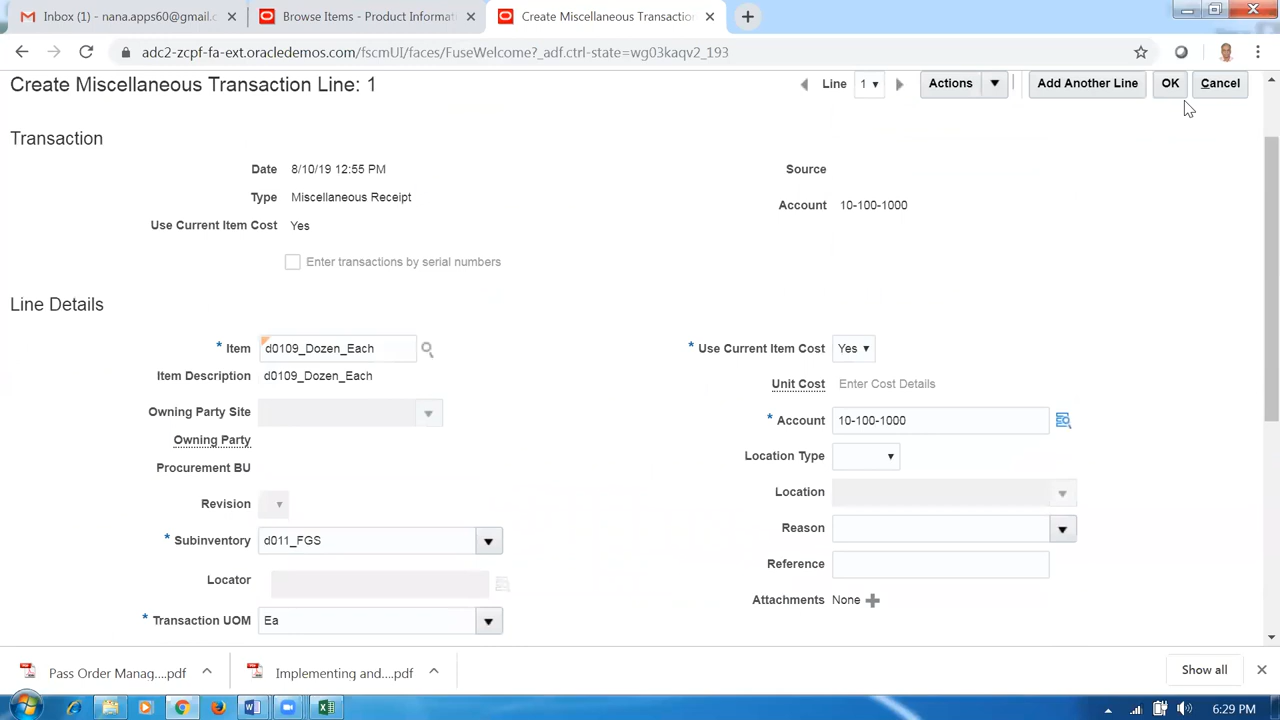 Inbox (1) - nana.apps60@gmail.c
Browse Items - Product Informat
Create Miscellaneous Transaction
adc2-zcpf-fa-ext.oracledemos.com/fscmUI/faces/FuseWelcome?_adf.ctrl-state=wg03kaqv2_193
Create Miscellaneous Transaction Line: 1
Line 1
Actions
Add Another Line
OK
Cancel
Transaction
Date 8/10/19 12:55 PM
Source
Type Miscellaneous Receipt
Account 10-100-1000
Use Current Item Cost Yes
Enter transactions by serial numbers
Line Details
* Item d0109_Dozen_Each
* Use Current Item Cost Yes
Item Description d0109_Dozen_Each
Unit Cost Enter Cost Details
Owning Party Site
* Account 10-100-1000
Owning Party
Location Type
Procurement BU
Location
Revision
Reason
* Subinventory d011_FGS
Reference
Locator
Attachments None
* Transaction UOM Ea
Pass Order Manag....pdf
Implementing and....pdf
Show all
6:29 PM